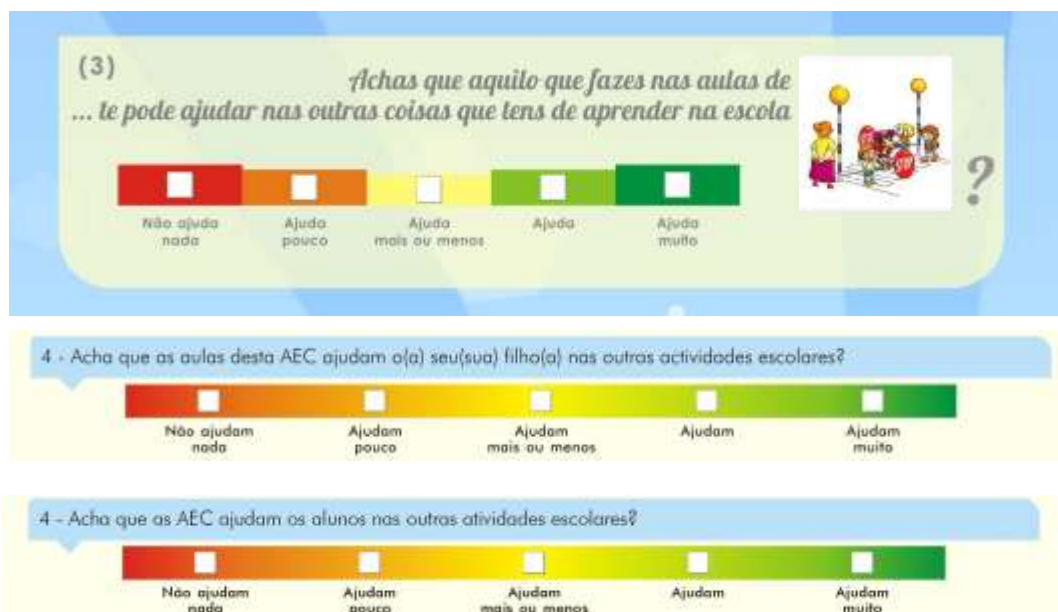 (3)
Achas que aquilo que fazes nas aulas de
... te pode ajudar nas outras coisas que tens de aprender na escola
?
STOP
Não ajuda nada
Ajuda pouco
Ajuda mais ou menos
Ajuda
Ajuda muito
4 - Acha que as aulas desta AEC ajudam o(a) seu(sua) filho(a) nas outras actividades escolares?
Não ajudam nada
Ajudam pouco
Ajudam mais ou menos
Ajudam
Ajudam muito
4 - Acha que as AEC ajudam os alunos nas outras atividades escolares?
Não ajudam nada
Ajudam pouco
Ajudam mais ou menos
Ajudam
Ajudam muito